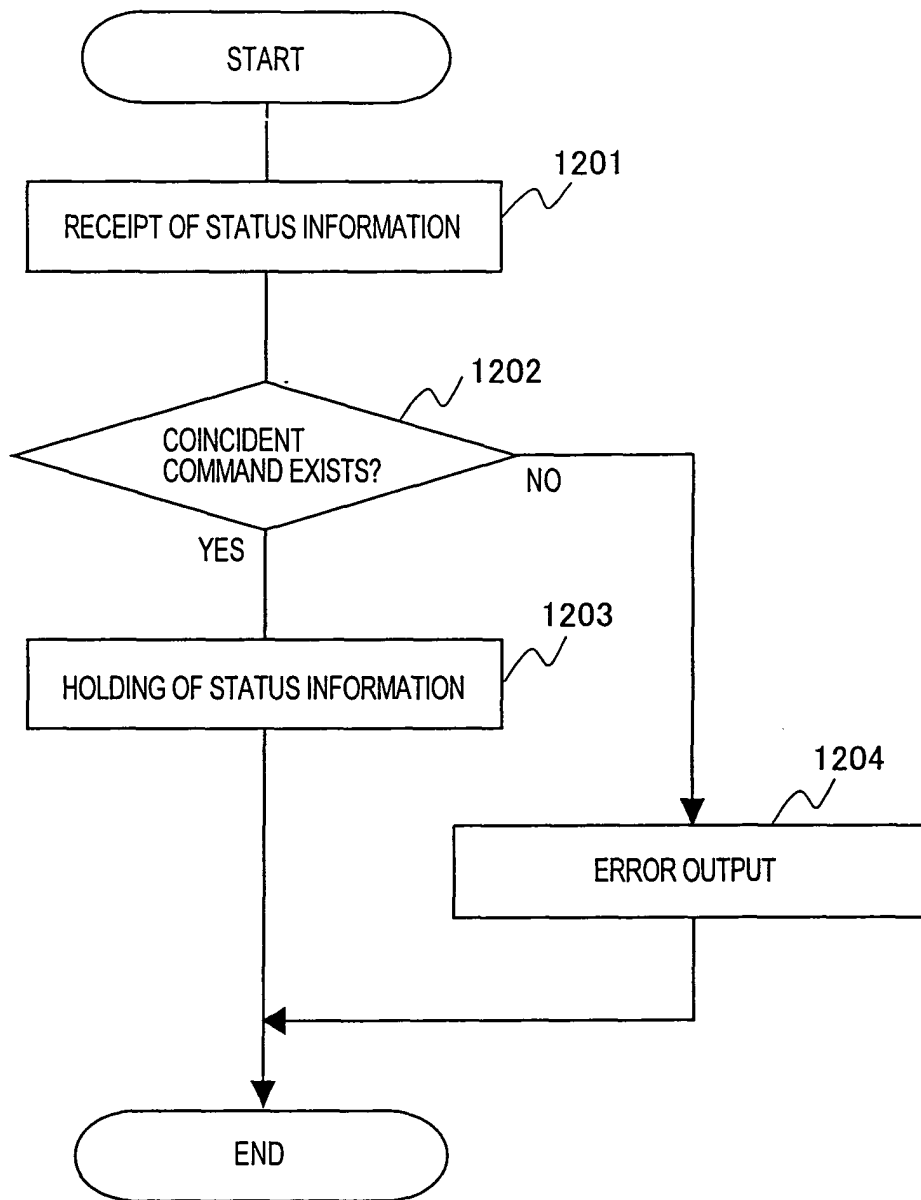 START
1201
RECEIPT OF STATUS INFORMATION
1202
COINCIDENT
COMMAND EXISTS?
NO
YES
1203
HOLDING OF STATUS INFORMATION
1204
ERROR OUTPUT
END